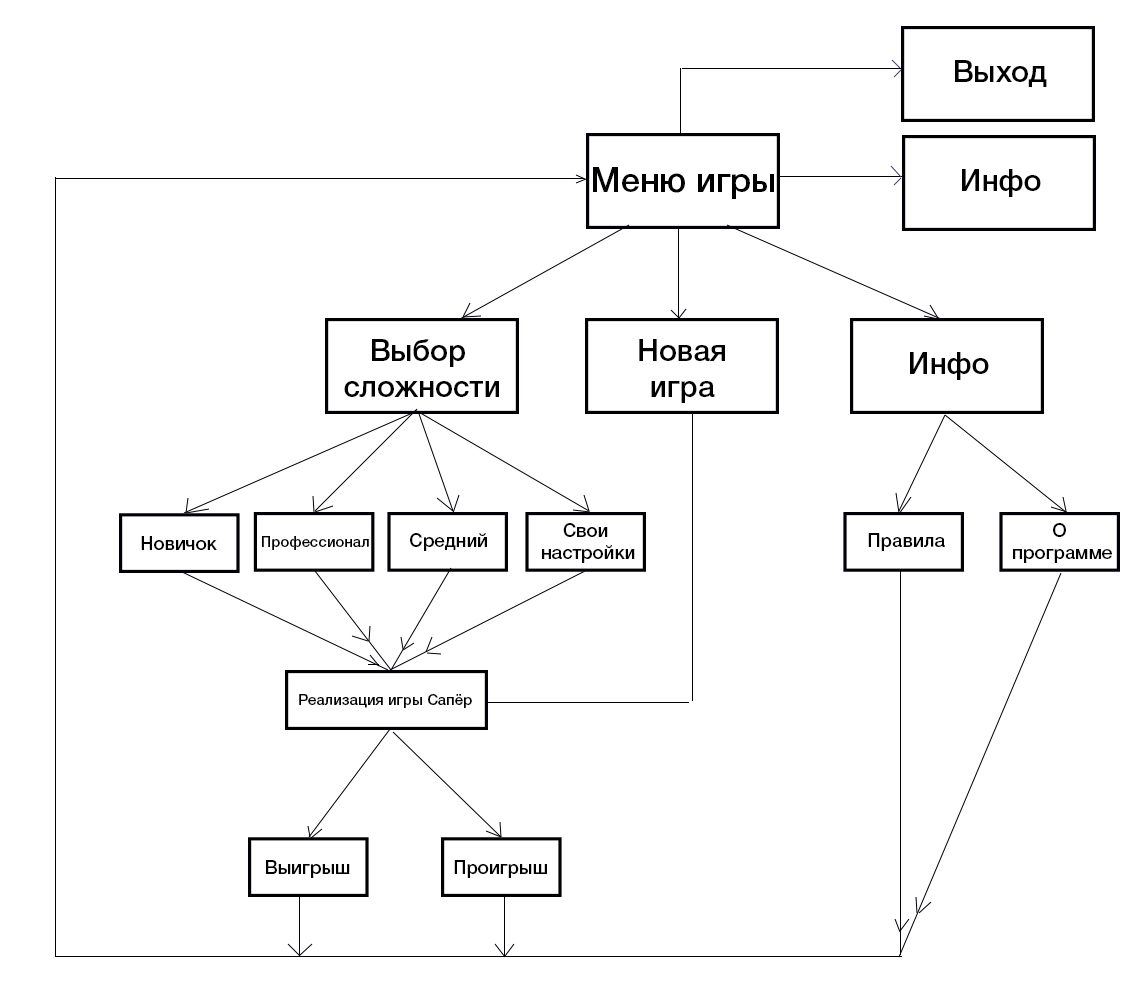 Выход
Меню игры
Инфо
Выбор
сложности
Новая
игра
Инфо
Новичок
Профессионал
Средний
Свои
настройки
Правила
О
программе
Реализация игры Сапёр
Выигрыш
Проигрыш